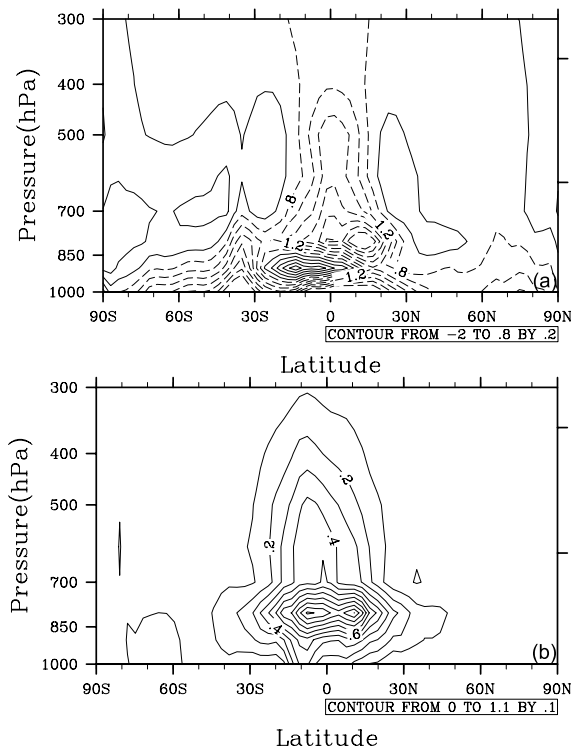 300
400
500
700
850
1000
Pressure(hPa)
.8
1.2
1.2
1.2
.8
(a)
90S 60S 30S 0 30N 60N 90N
CONTOUR FROM -2 TO .8 BY .2
Latitude
300
400
500
700
850
1000
Pressure(hPa)
.2
.2
.4
.4
.6
(b)
90S 60S 30S 0 30N 60N 90N
CONTOUR FROM 0 TO 1.1 BY .1
Latitude